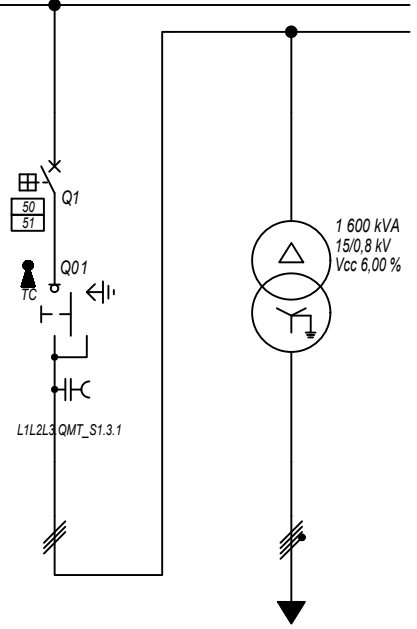 Q1
50
51
Q01
TC
L1L2L3 QMT_S1.3.1
1 600 kVA
15/0,8 kV
Vcc 6,00 %